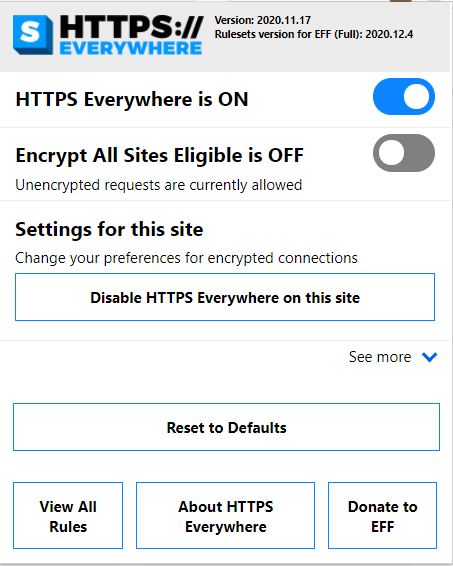 S HTTPS://
EVERYWHERE
Version: 2020.11.17
Rulesets version for EFF (Full): 2020.12.4
HTTPS Everywhere is ON
Encrypt All Sites Eligible is OFF
Unencrypted requests are currently allowed
Settings for this site
Change your preferences for encrypted connections
Disable HTTPS Everywhere on this site
See more
Reset to Defaults
View All
Rules
About HTTPS
Everywhere
Donate to
EFF